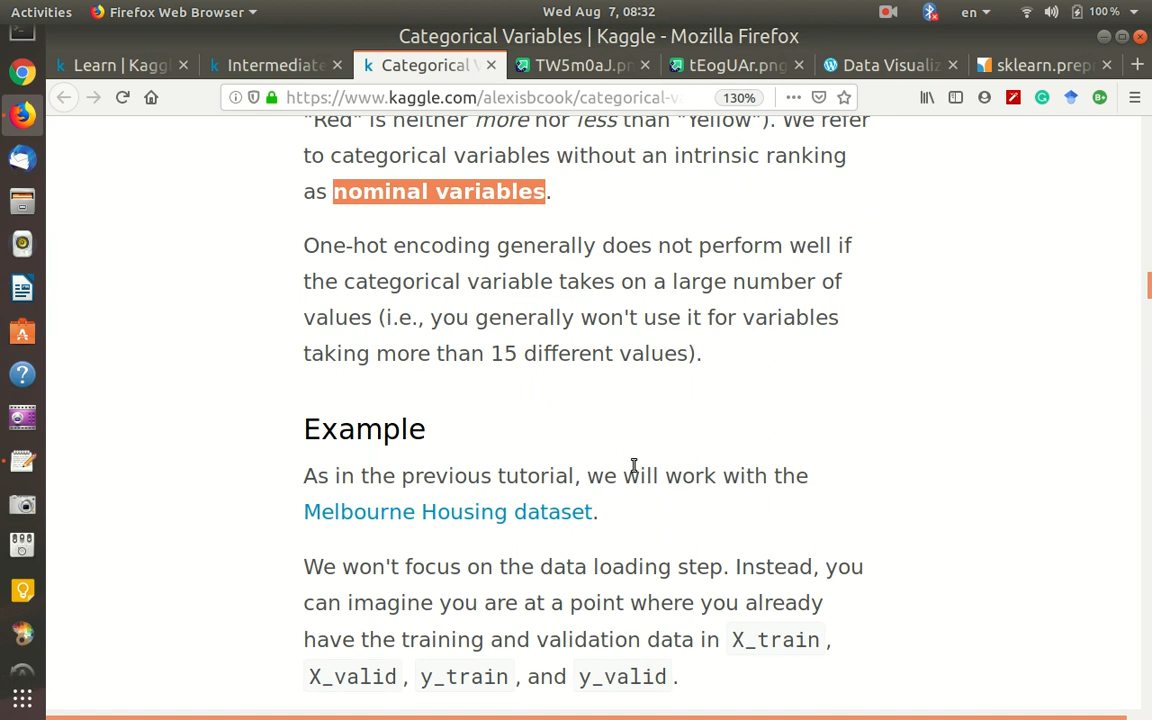 Activities Firefox Web Browser Wed Aug 7, 08:32 en 100%
Categorical Variables | Kaggle - Mozilla Firefox
Learn | Kaggl Intermediate Categorical V TW5m0aJ.pn tEogUAr.png Data Visualiz sklearn.prep
https://www.kaggle.com/alexisbcook/categorical-va 130%
"Red" is neither more nor less than "Yellow"). We refer
to categorical variables without an intrinsic ranking
as nominal variables.
One-hot encoding generally does not perform well if
the categorical variable takes on a large number of
values (i.e., you generally won't use it for variables
taking more than 15 different values).
Example
As in the previous tutorial, we will work with the
Melbourne Housing dataset.
We won't focus on the data loading step. Instead, you
can imagine you are at a point where you already
have the training and validation data in X_train,
X_valid, y_train, and y_valid.